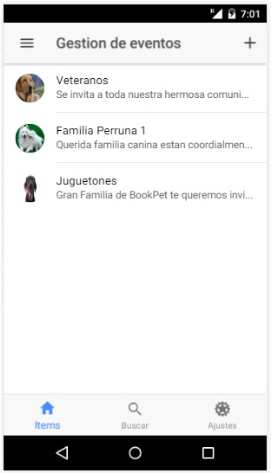 7:01
Gestion de eventos
Veteranos
Se invita a toda nuestra hermosa comuni...
Familia Perruna 1
Querida familia canina estan coordialmen...
Juguetones
Gran Familia de BookPet te queremos invi...
Items
Buscar
Ajustes